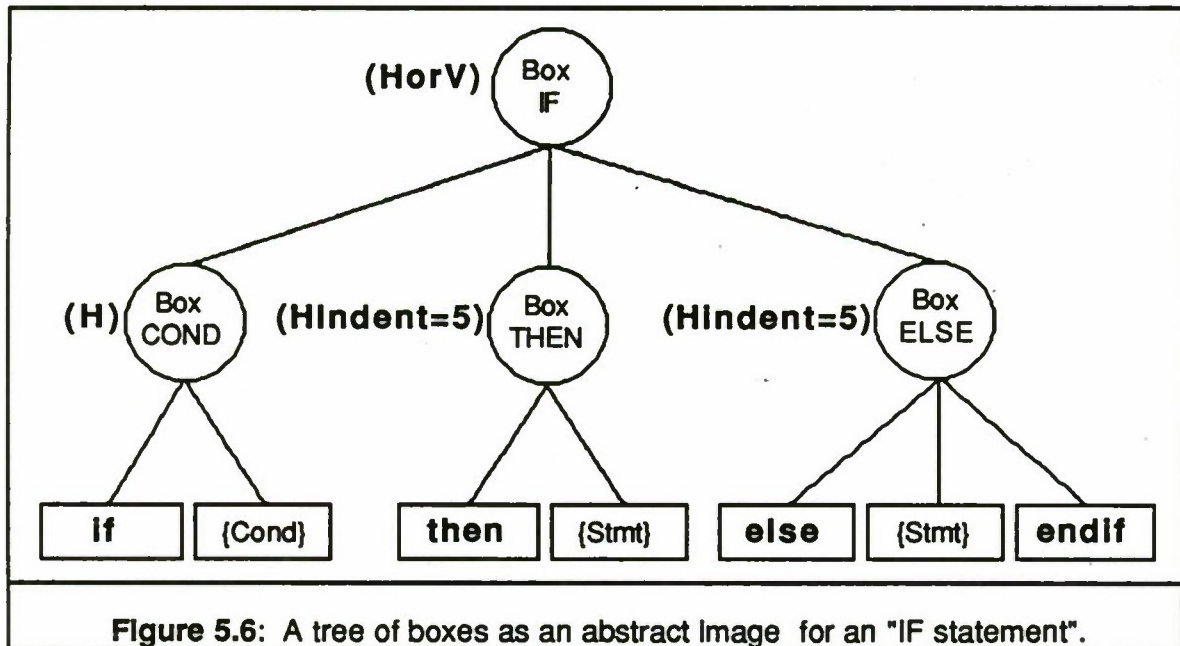 (HorV) Box
IF
(H) Box
COND
(HIndent=5) Box
THEN
(HIndent=5) Box
ELSE
if {Cond} then {Stmt} else {Stmt} endif
Figure 5.6: A tree of boxes as an abstract image for an "IF statement".